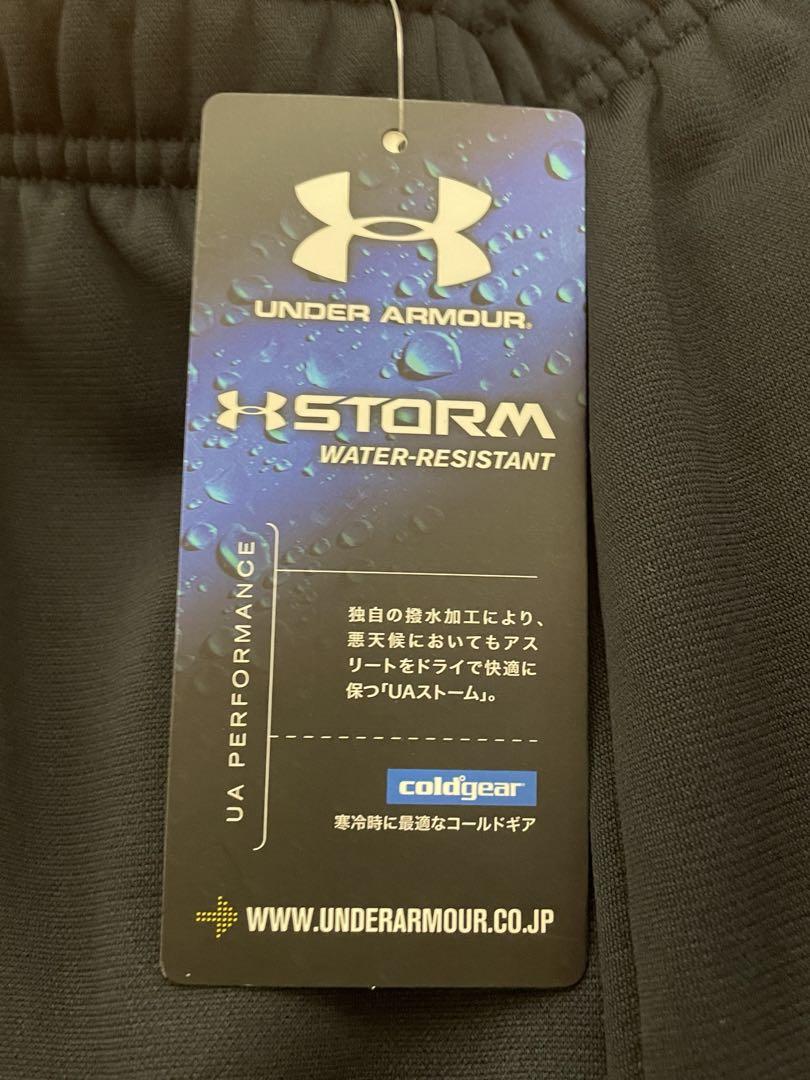 UNDER ARMOUR®
STORM
WATER-RESISTANT
UA PERFORMANCE
独自の撥水加工により、
悪天候においてもアス
リートをドライで快適に
保つ「UAストーム」。
coldgear
寒冷時に最適なコールドギア
WWW.UNDERARMOUR.CO.JP